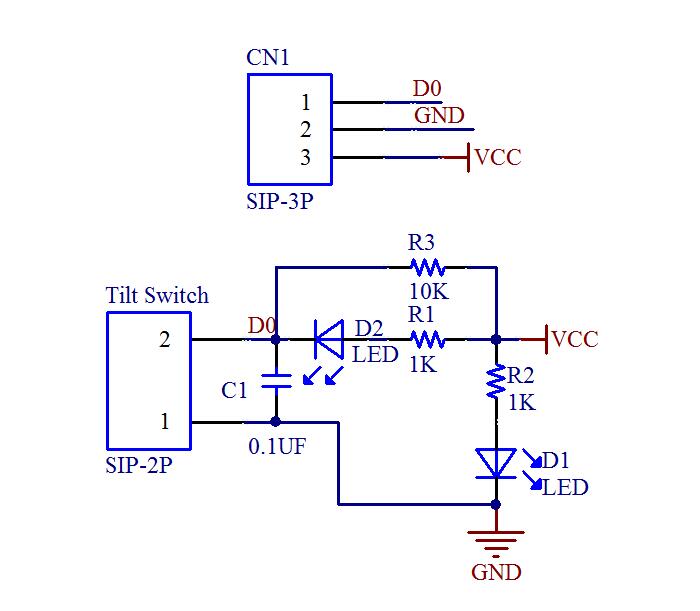 CN1
1
D0
2
GND
3
VCC
SIP-3P
R3
10K
Tilt Switch
R1
2
D0
D2
VCC
LED
1K
R2
C1
1K
1
0.1UF
SIP-2P
D1
LED
GND